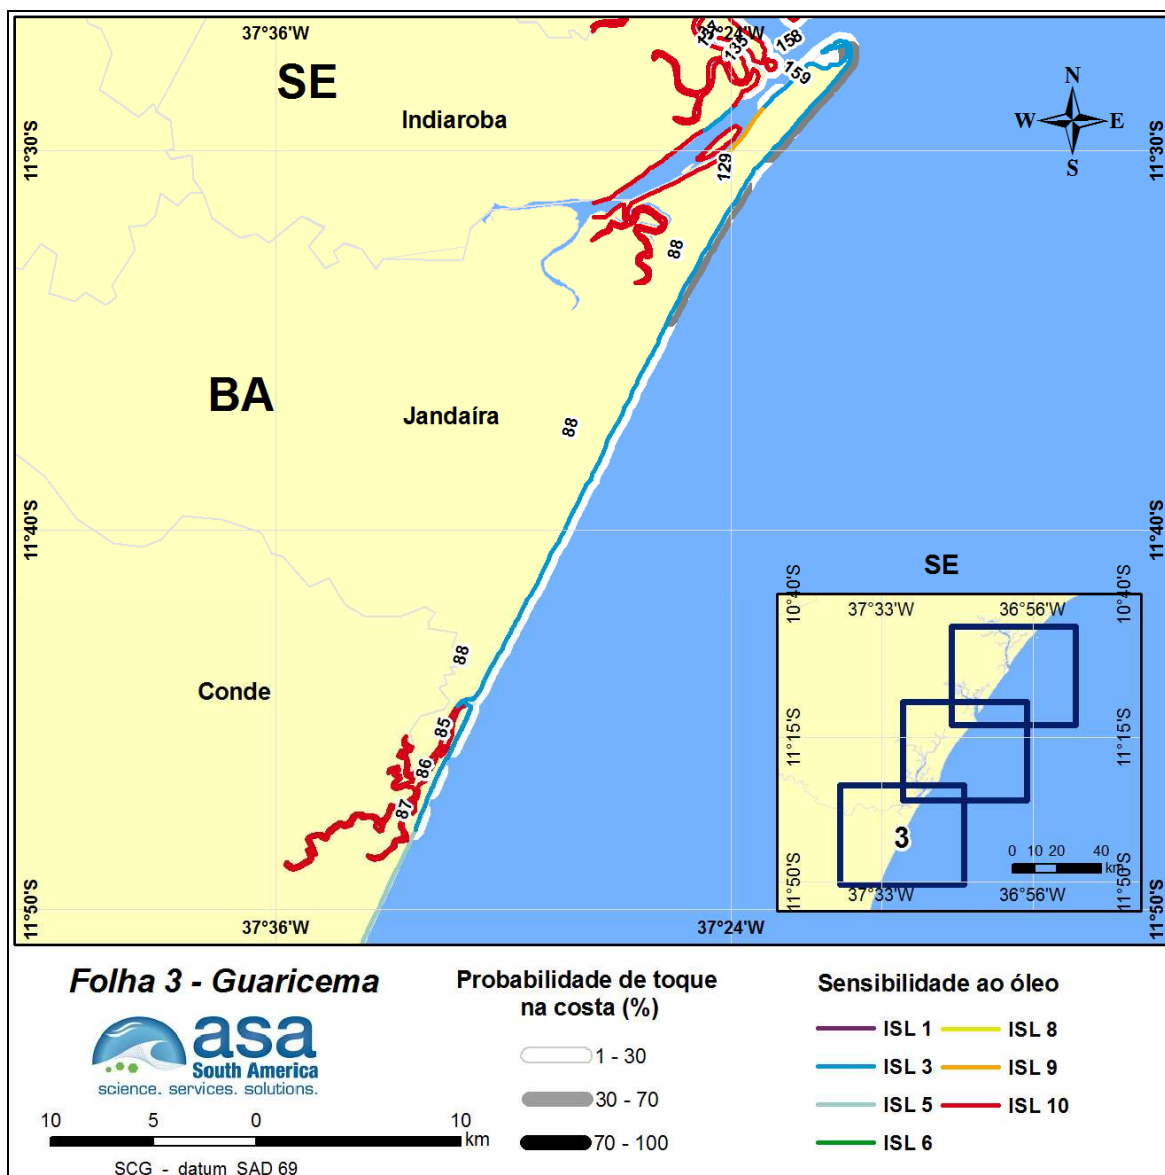 37°36'W
37°24'W
137
135
158
159
SE
Indiaroba
N
W
E
S
11°30'S
11°30'S
129
88
BA
Jandaíra
88
11°40'S
11°40'S
SE
10°40'S
10°40'S
37°33'W
36°56'W
88
Conde
85
86
87
11°15'S
11°15'S
3
0 10 20 40
km
11°50'S
11°50'S
37°33'W
36°56'W
11°50'S
11°50'S
37°36'W
37°24'W
Folha 3 - Guaricema
asa
South America
science. services. solutions.
10 5 0 10
km
SCG - datum SAD 69
Probabilidade de toque
na costa (%)
1 - 30
30 - 70
70 - 100
Sensibilidade ao óleo
ISL 1
ISL 8
ISL 3
ISL 9
ISL 5
ISL 10
ISL 6